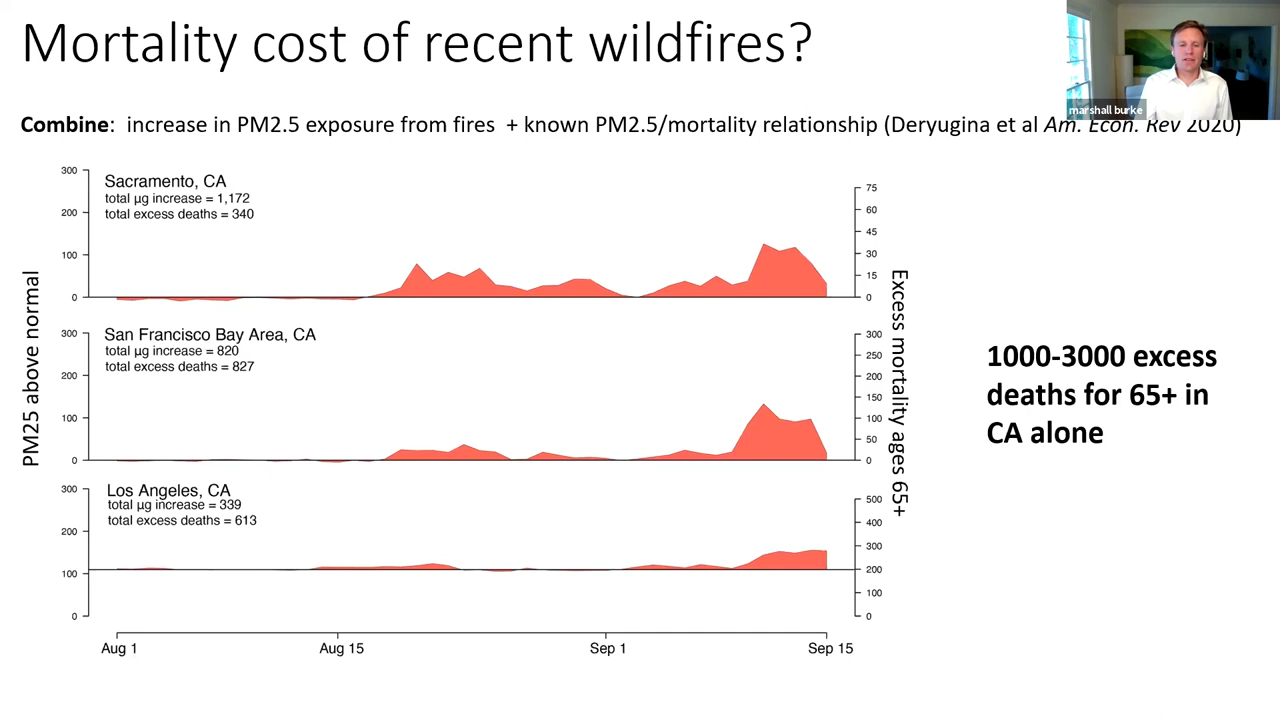 Mortality cost of recent wildfires?
marshall burke
Combine: increase in PM2.5 exposure from fires + known PM2.5/mortality relationship (Deryugina et al Am. Econ. Rev 2020)
PM25 above normal
300
200
100
0
Sacramento, CA
total µg increase = 1,172
total excess deaths = 340
75
60
45
30
15
0
300
200
100
0
San Francisco Bay Area, CA
total µg increase = 820
total excess deaths = 827
300
250
200
150
100
50
0
300
200
100
0
Los Angeles, CA
total µg increase = 339
total excess deaths = 613
500
400
300
200
100
0
Excess mortality ages 65+
Aug 1
Aug 15
Sep 1
Sep 15
1000-3000 excess
deaths for 65+ in
CA alone